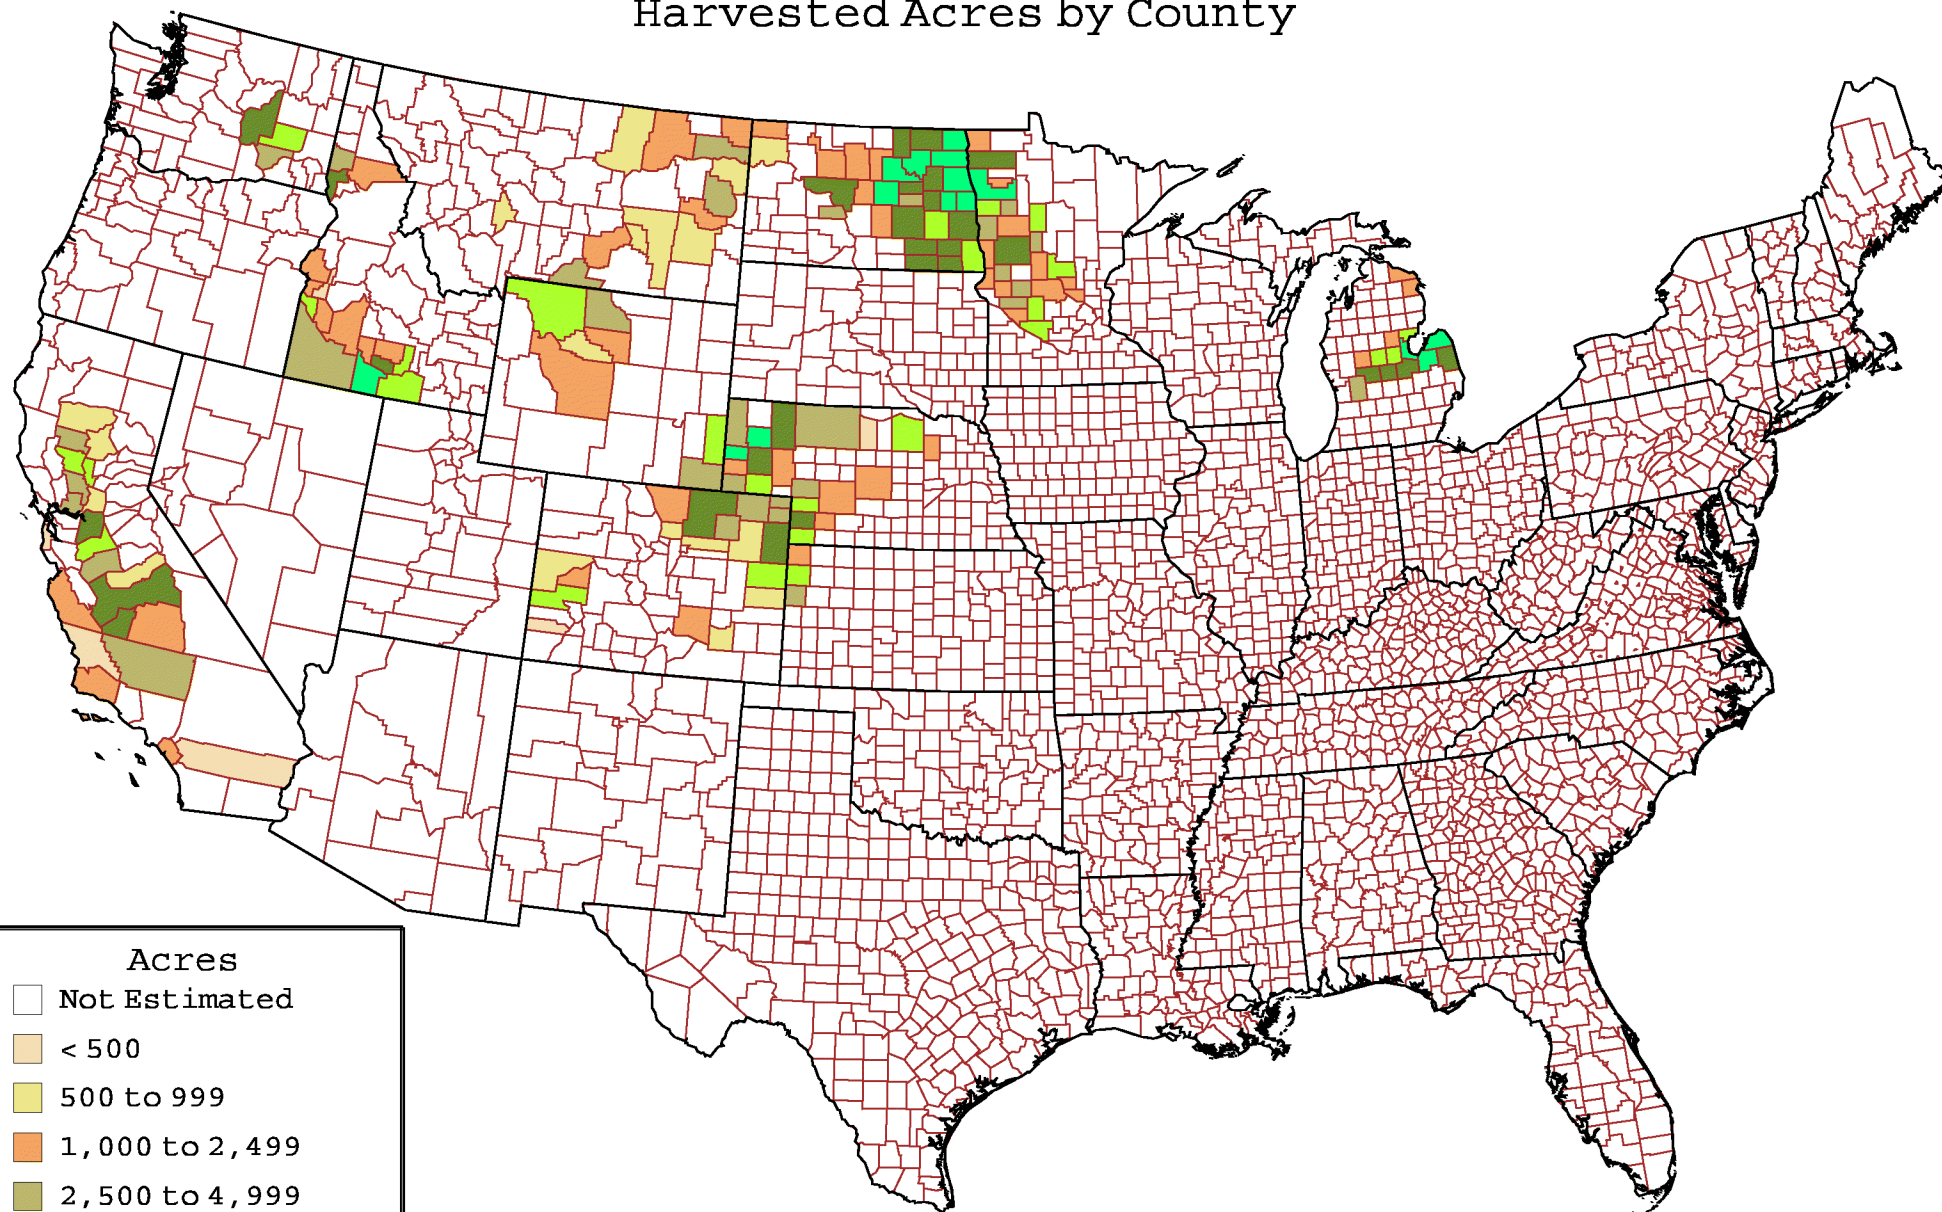 Harvested Acres by County
Acres
Not Estimated
< 500
500 to 999
1,000 to 2,499
2,500 to 4,999